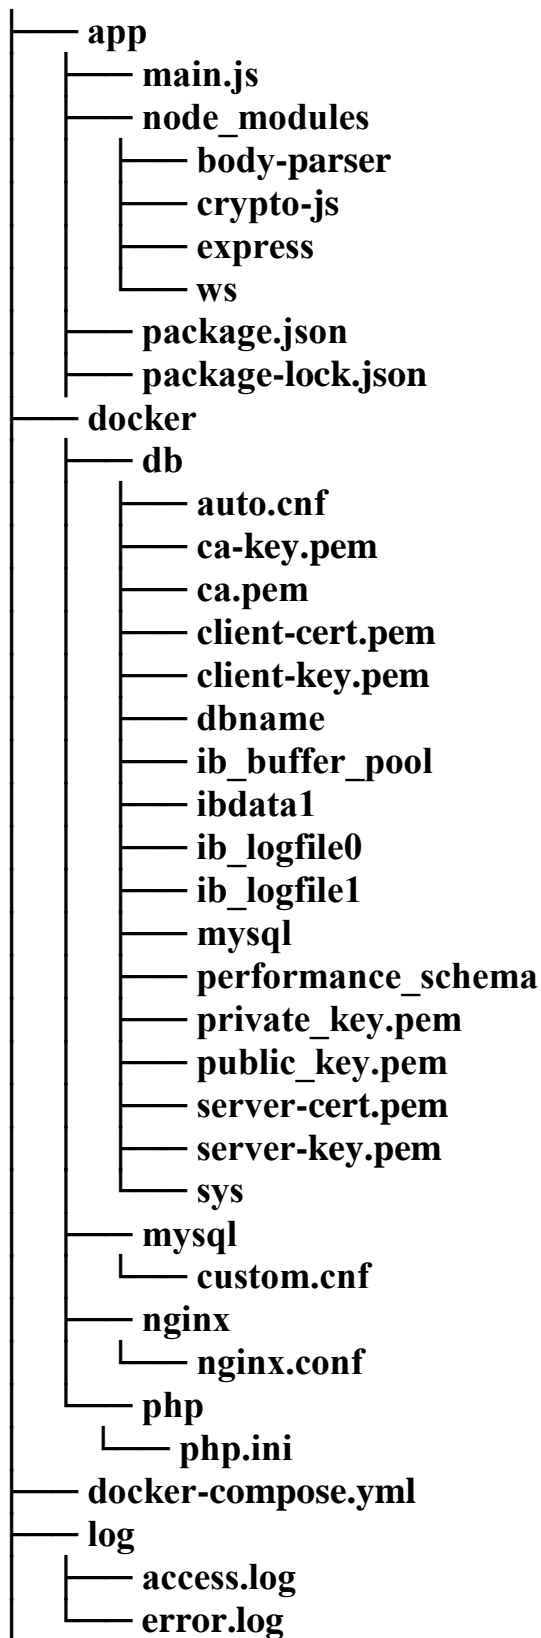 app
main.js
node_modules
body-parser
crypto-js
express
ws
package.json
package-lock.json
docker
db
auto.cnf
ca-key.pem
ca.pem
client-cert.pem
client-key.pem
dbname
ib_buffer_pool
ibdata1
ib_logfile0
ib_logfile1
mysql
performance_schema
private_key.pem
public_key.pem
server-cert.pem
server-key.pem
sys
mysql
custom.cnf
nginx
nginx.conf
php
php.ini
docker-compose.yml
log
access.log
error.log